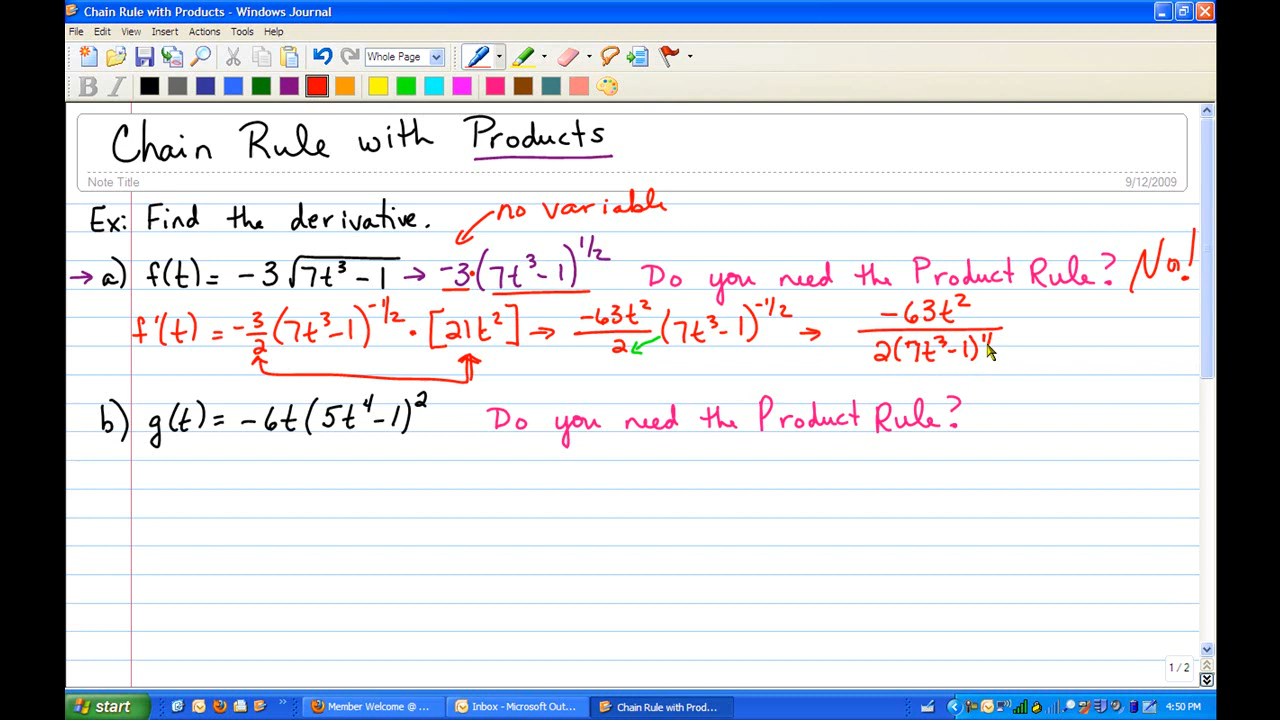 Chain Rule with Products - Windows Journal
File Edit View Insert Actions Tools Help
Whole Page
B I
Chain Rule with Products
Note Title
9/12/2009
Ex: Find the derivative.
no variable
→ a) f(t) = -3√(7t³ - 1) → -3·(7t³ - 1)^1/2 Do you need the Product Rule? No!
f'(t) = -3/2 (7t³-1)^-1/2 · [21t²] → -63t²/2 (7t³-1)^-1/2 → -63t²/2(7t³-1)^1/
b) g(t) = -6t(5t⁴-1)² Do you need the Product Rule?
1 / 2
start Member Welcome @ ... Inbox - Microsoft Out... Chain Rule with Prod... 4:50 PM